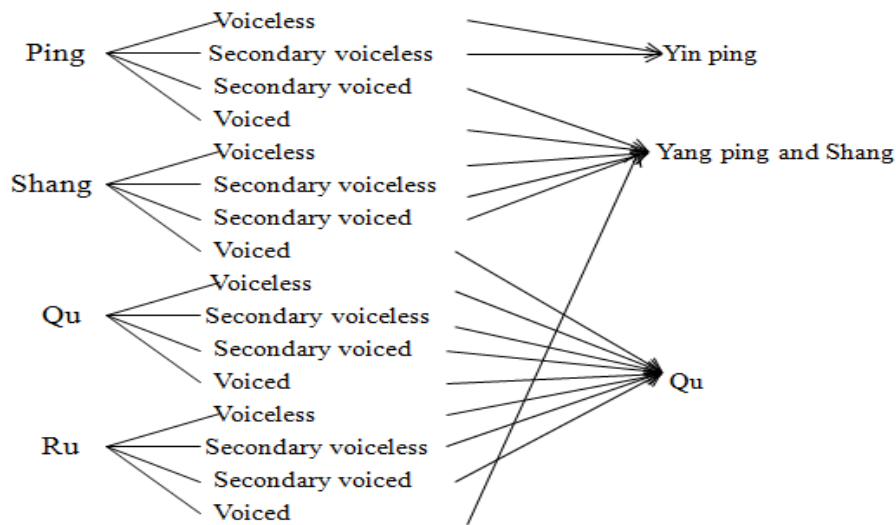 Ping
Voiceless
Secondary voiceless
Secondary voiced
Voiced
Shang
Voiceless
Secondary voiceless
Secondary voiced
Voiced
Qu
Voiceless
Secondary voiceless
Secondary voiced
Voiced
Ru
Voiceless
Secondary voiceless
Secondary voiced
Voiced
Yin ping
Yang ping and Shang
Qu